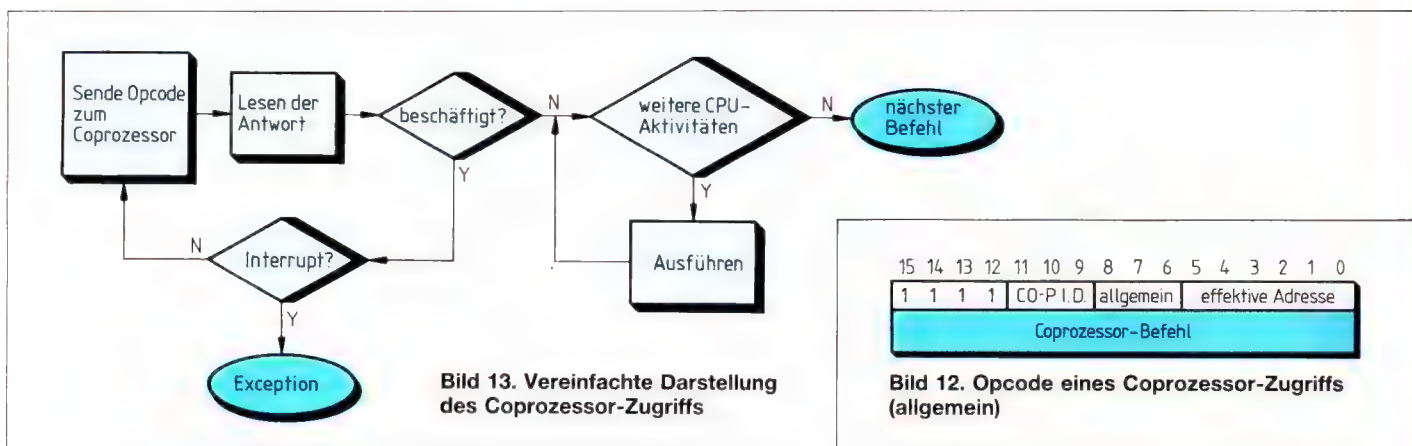 Sende Opcode
zum
Coprozessor
Lesen der
Antwort
beschäftigt?
N
weitere CPU-
Aktivitäten
N
nächster
Befehl
Y
Y
Ausführen
N
Interrupt?
Y
Exception
Bild 13. Vereinfachte Darstellung
des Coprozessor-Zugriffs
15 14 13 12 11 10 9 8 7 6 5 4 3 2 1 0
1 1 1 1 CO-P I.D. allgemein effektive Adresse
Coprozessor-Befehl
Bild 12. Opcode eines Coprozessor-Zugriffs
(allgemein)